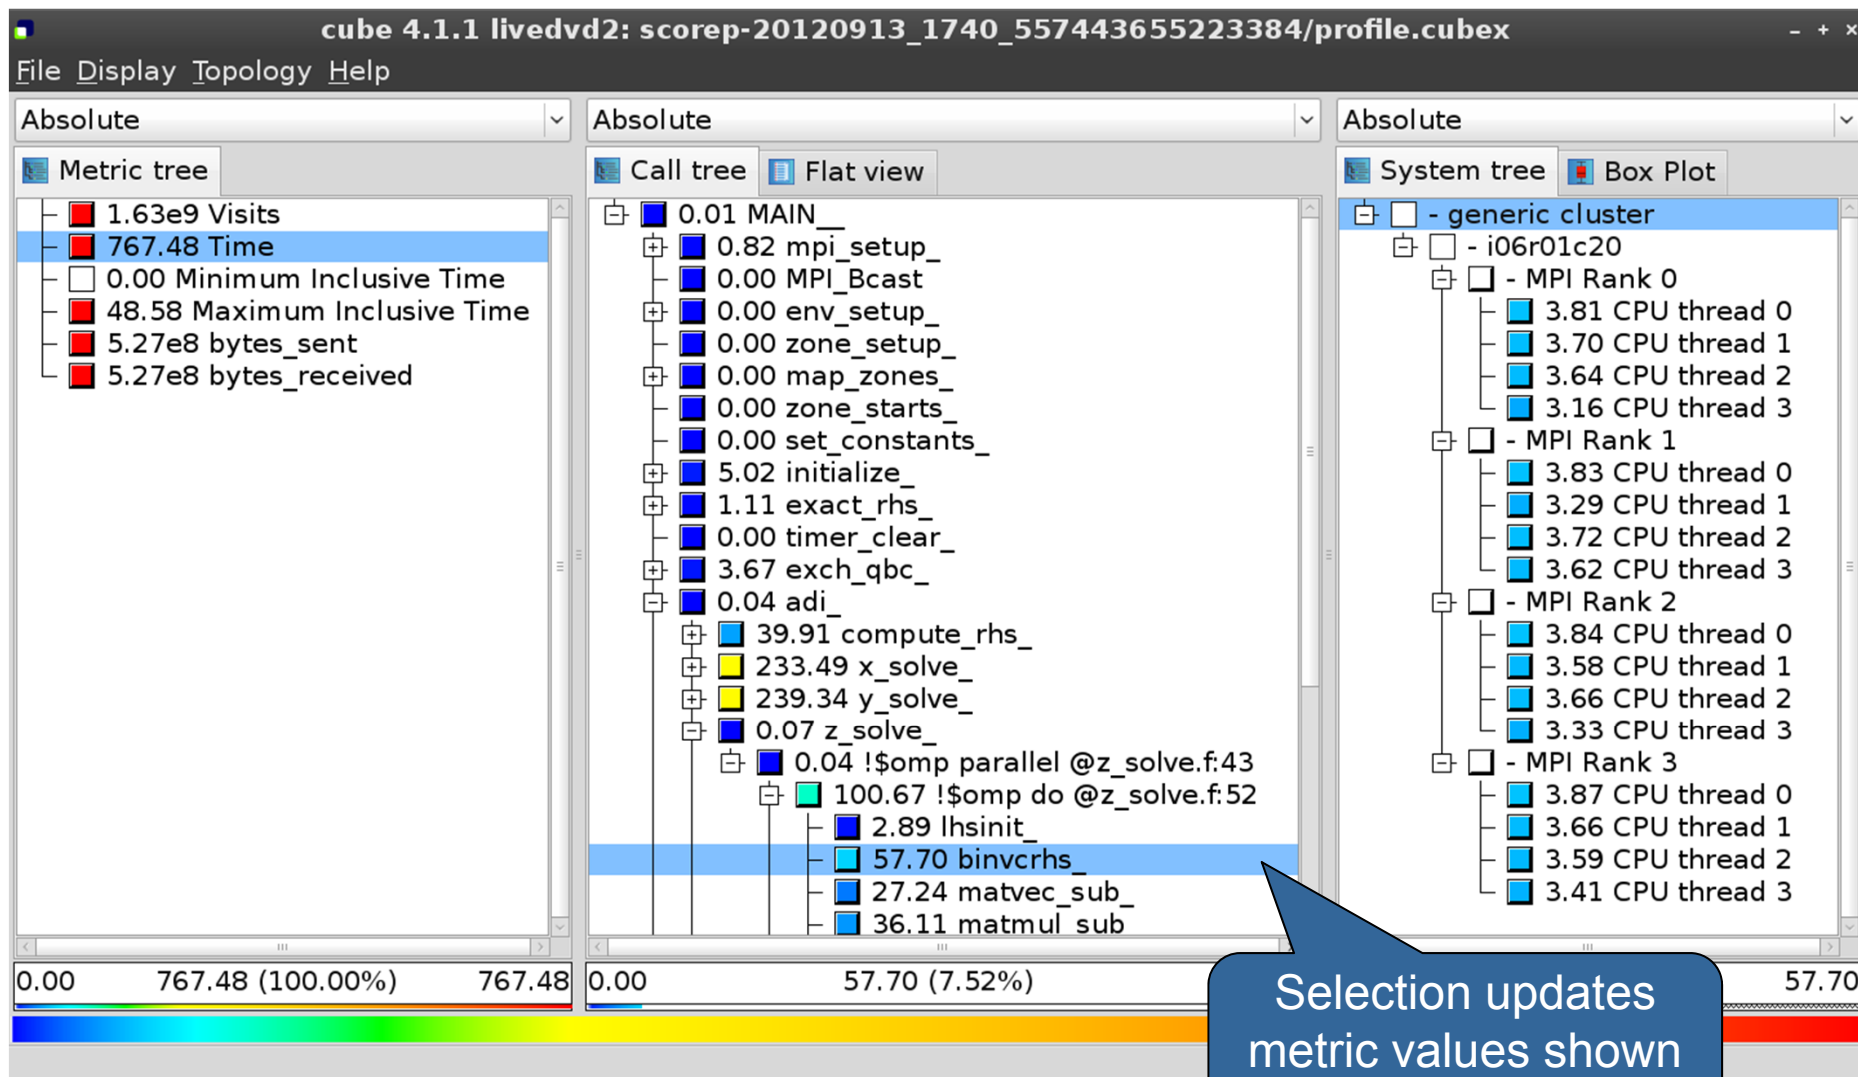 cube 4.1.1 livedvd2: scorep-20120913_1740_557443655223384/profile.cubex
File Display Topology Help
Absolute
Metric tree
1.63e9 Visits
767.48 Time
0.00 Minimum Inclusive Time
48.58 Maximum Inclusive Time
5.27e8 bytes_sent
5.27e8 bytes_received
0.00 767.48 (100.00%) 767.48
Absolute
Call tree Flat view
0.01 MAIN__
0.82 mpi_setup_
0.00 MPI_Bcast
0.00 env_setup_
0.00 zone_setup_
0.00 map_zones_
0.00 zone_starts_
0.00 set_constants_
5.02 initialize_
1.11 exact_rhs_
0.00 timer_clear_
3.67 exch_qbc_
0.04 adi_
39.91 compute_rhs_
233.49 x_solve_
239.34 y_solve_
0.07 z_solve_
0.04 !$omp parallel @z_solve.f:43
100.67 !$omp do @z_solve.f:52
2.89 lhsinit_
57.70 binvcrhs_
27.24 matvec_sub_
36.11 matmul_sub
0.00 57.70 (7.52%)
Absolute
System tree Box Plot
- generic cluster
- i06r01c20
- MPI Rank 0
3.81 CPU thread 0
3.70 CPU thread 1
3.64 CPU thread 2
3.16 CPU thread 3
- MPI Rank 1
3.83 CPU thread 0
3.29 CPU thread 1
3.72 CPU thread 2
3.62 CPU thread 3
- MPI Rank 2
3.84 CPU thread 0
3.58 CPU thread 1
3.66 CPU thread 2
3.33 CPU thread 3
- MPI Rank 3
3.87 CPU thread 0
3.66 CPU thread 1
3.59 CPU thread 2
3.41 CPU thread 3
57.70
Selection updates
metric values shown